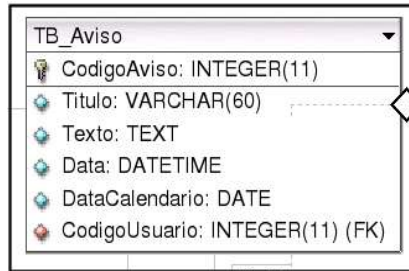 TB_Aviso
CodigoAviso: INTEGER(11)
Titulo: VARCHAR(60)
Texto: TEXT
Data: DATETIME
DataCalendario: DATE
CodigoUsuario: INTEGER(11) (FK)